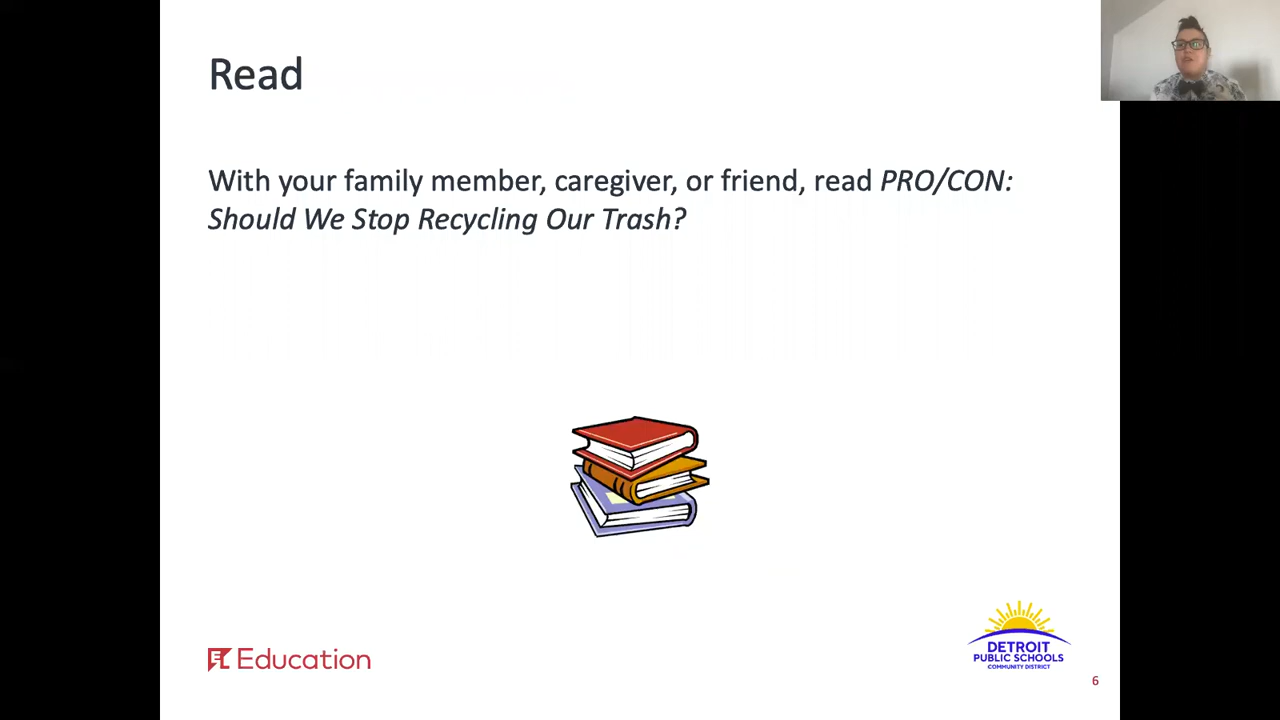 Read
With your family member, caregiver, or friend, read PRO/CON:
Should We Stop Recycling Our Trash?
EL Education
DETROIT
PUBLIC SCHOOLS
COMMUNITY DISTRICT
6